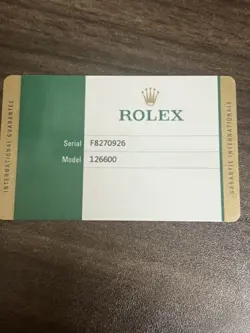 INTERNATIONAL GUARANTEE
ROLEX
Serial F8270926
Model 126600
GARANTIE INTERNATIONALE